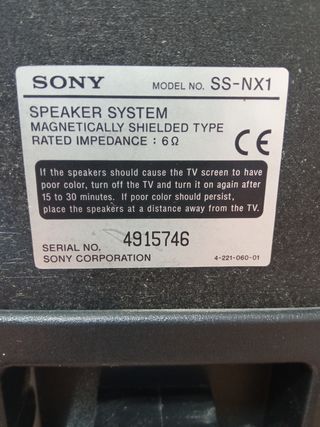 SONY MODEL NO. SS-NX1
SPEAKER SYSTEM
MAGNETICALLY SHIELDED TYPE
RATED IMPEDANCE : 6Ω
CE
If the speakers should cause the TV screen to have
poor color, turn off the TV and turn it on again after
15 to 30 minutes. If poor color should persist,
place the speakers at a distance away from the TV.
SERIAL NO. 4915746
SONY CORPORATION 4-221-060-01